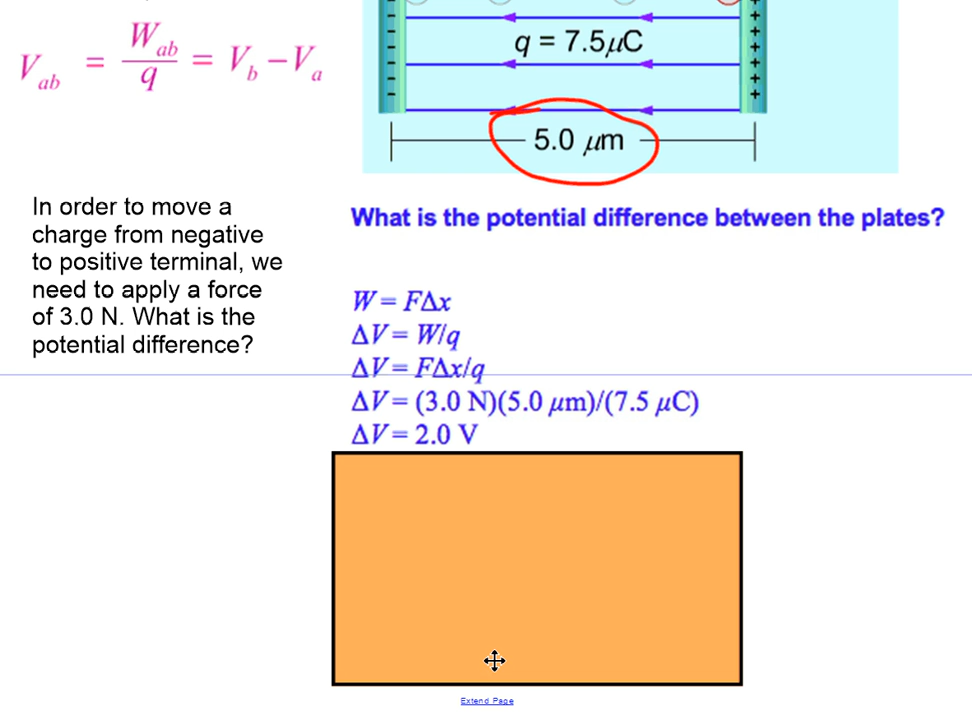 V_ab = W_ab / q = V_b − V_a
q = 7.5μC
5.0 μm
In order to move a
charge from negative
to positive terminal, we
need to apply a force
of 3.0 N. What is the
potential difference?
What is the potential difference between the plates?
W = FΔx
ΔV = W/q
ΔV = FΔx/q
ΔV = (3.0 N)(5.0 μm)/(7.5 μC)
ΔV = 2.0 V
Extend Page